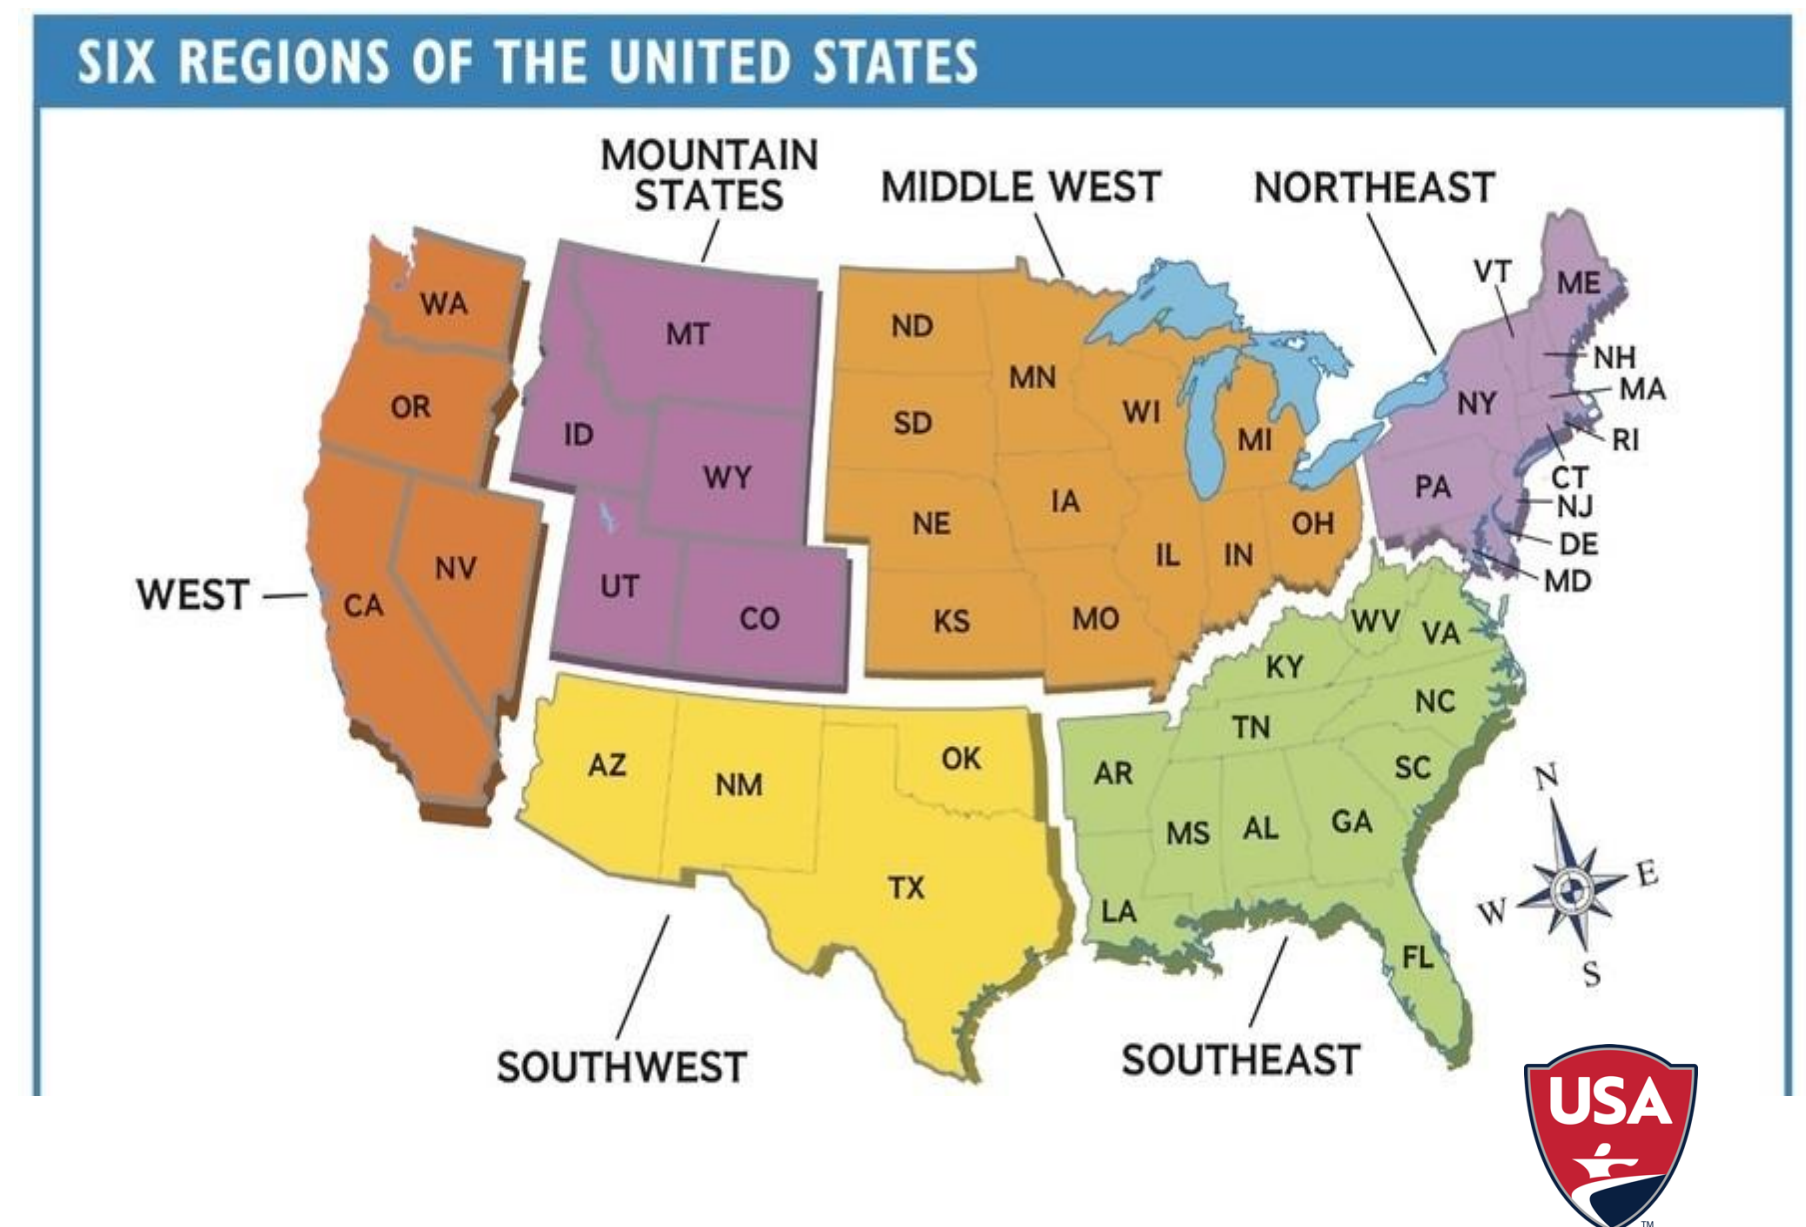 SIX REGIONS OF THE UNITED STATES
MOUNTAIN
STATES
MIDDLE WEST
NORTHEAST
VT
ME
WA
MT
ND
MN
NH
MA
OR
ID
SD
WI
MI
NY
RI
WY
NE
IA
PA
CT
NJ
OH
DE
WEST
NV
CA
UT
CO
KS
MO
IL
IN
MD
WV
VA
KY
NC
TN
AZ
NM
OK
AR
SC
MS
AL
GA
TX
LA
FL
N
E
W
S
SOUTHWEST
SOUTHEAST
USA
TM